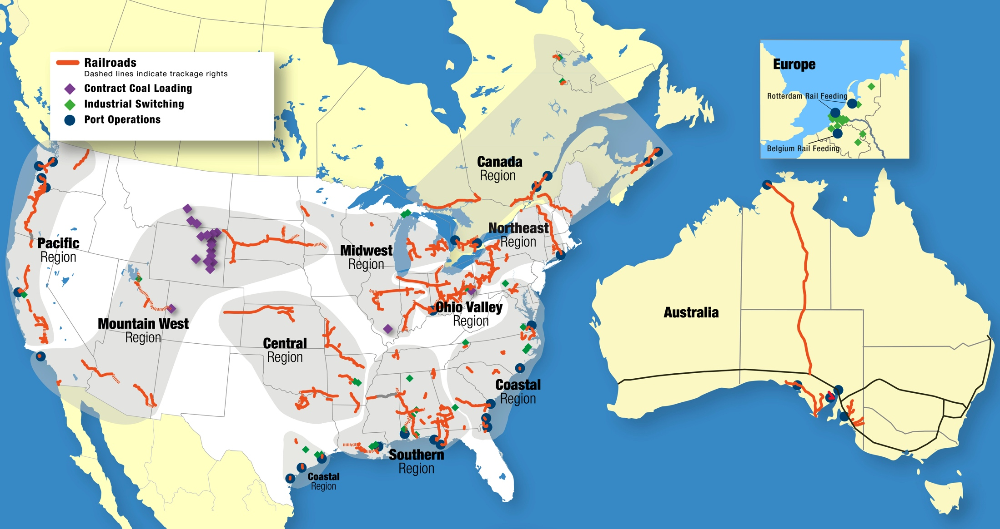 Railroads
Dashed lines indicate trackage rights
Contract Coal Loading
Industrial Switching
Port Operations
Europe
Rotterdam Rail Feeding
Belgium Rail Feeding
Canada
Region
Northeast
Region
Pacific
Region
Midwest
Region
Ohio Valley
Region
Mountain West
Region
Central
Region
Coastal
Region
Southern
Region
Coastal
Region
Australia